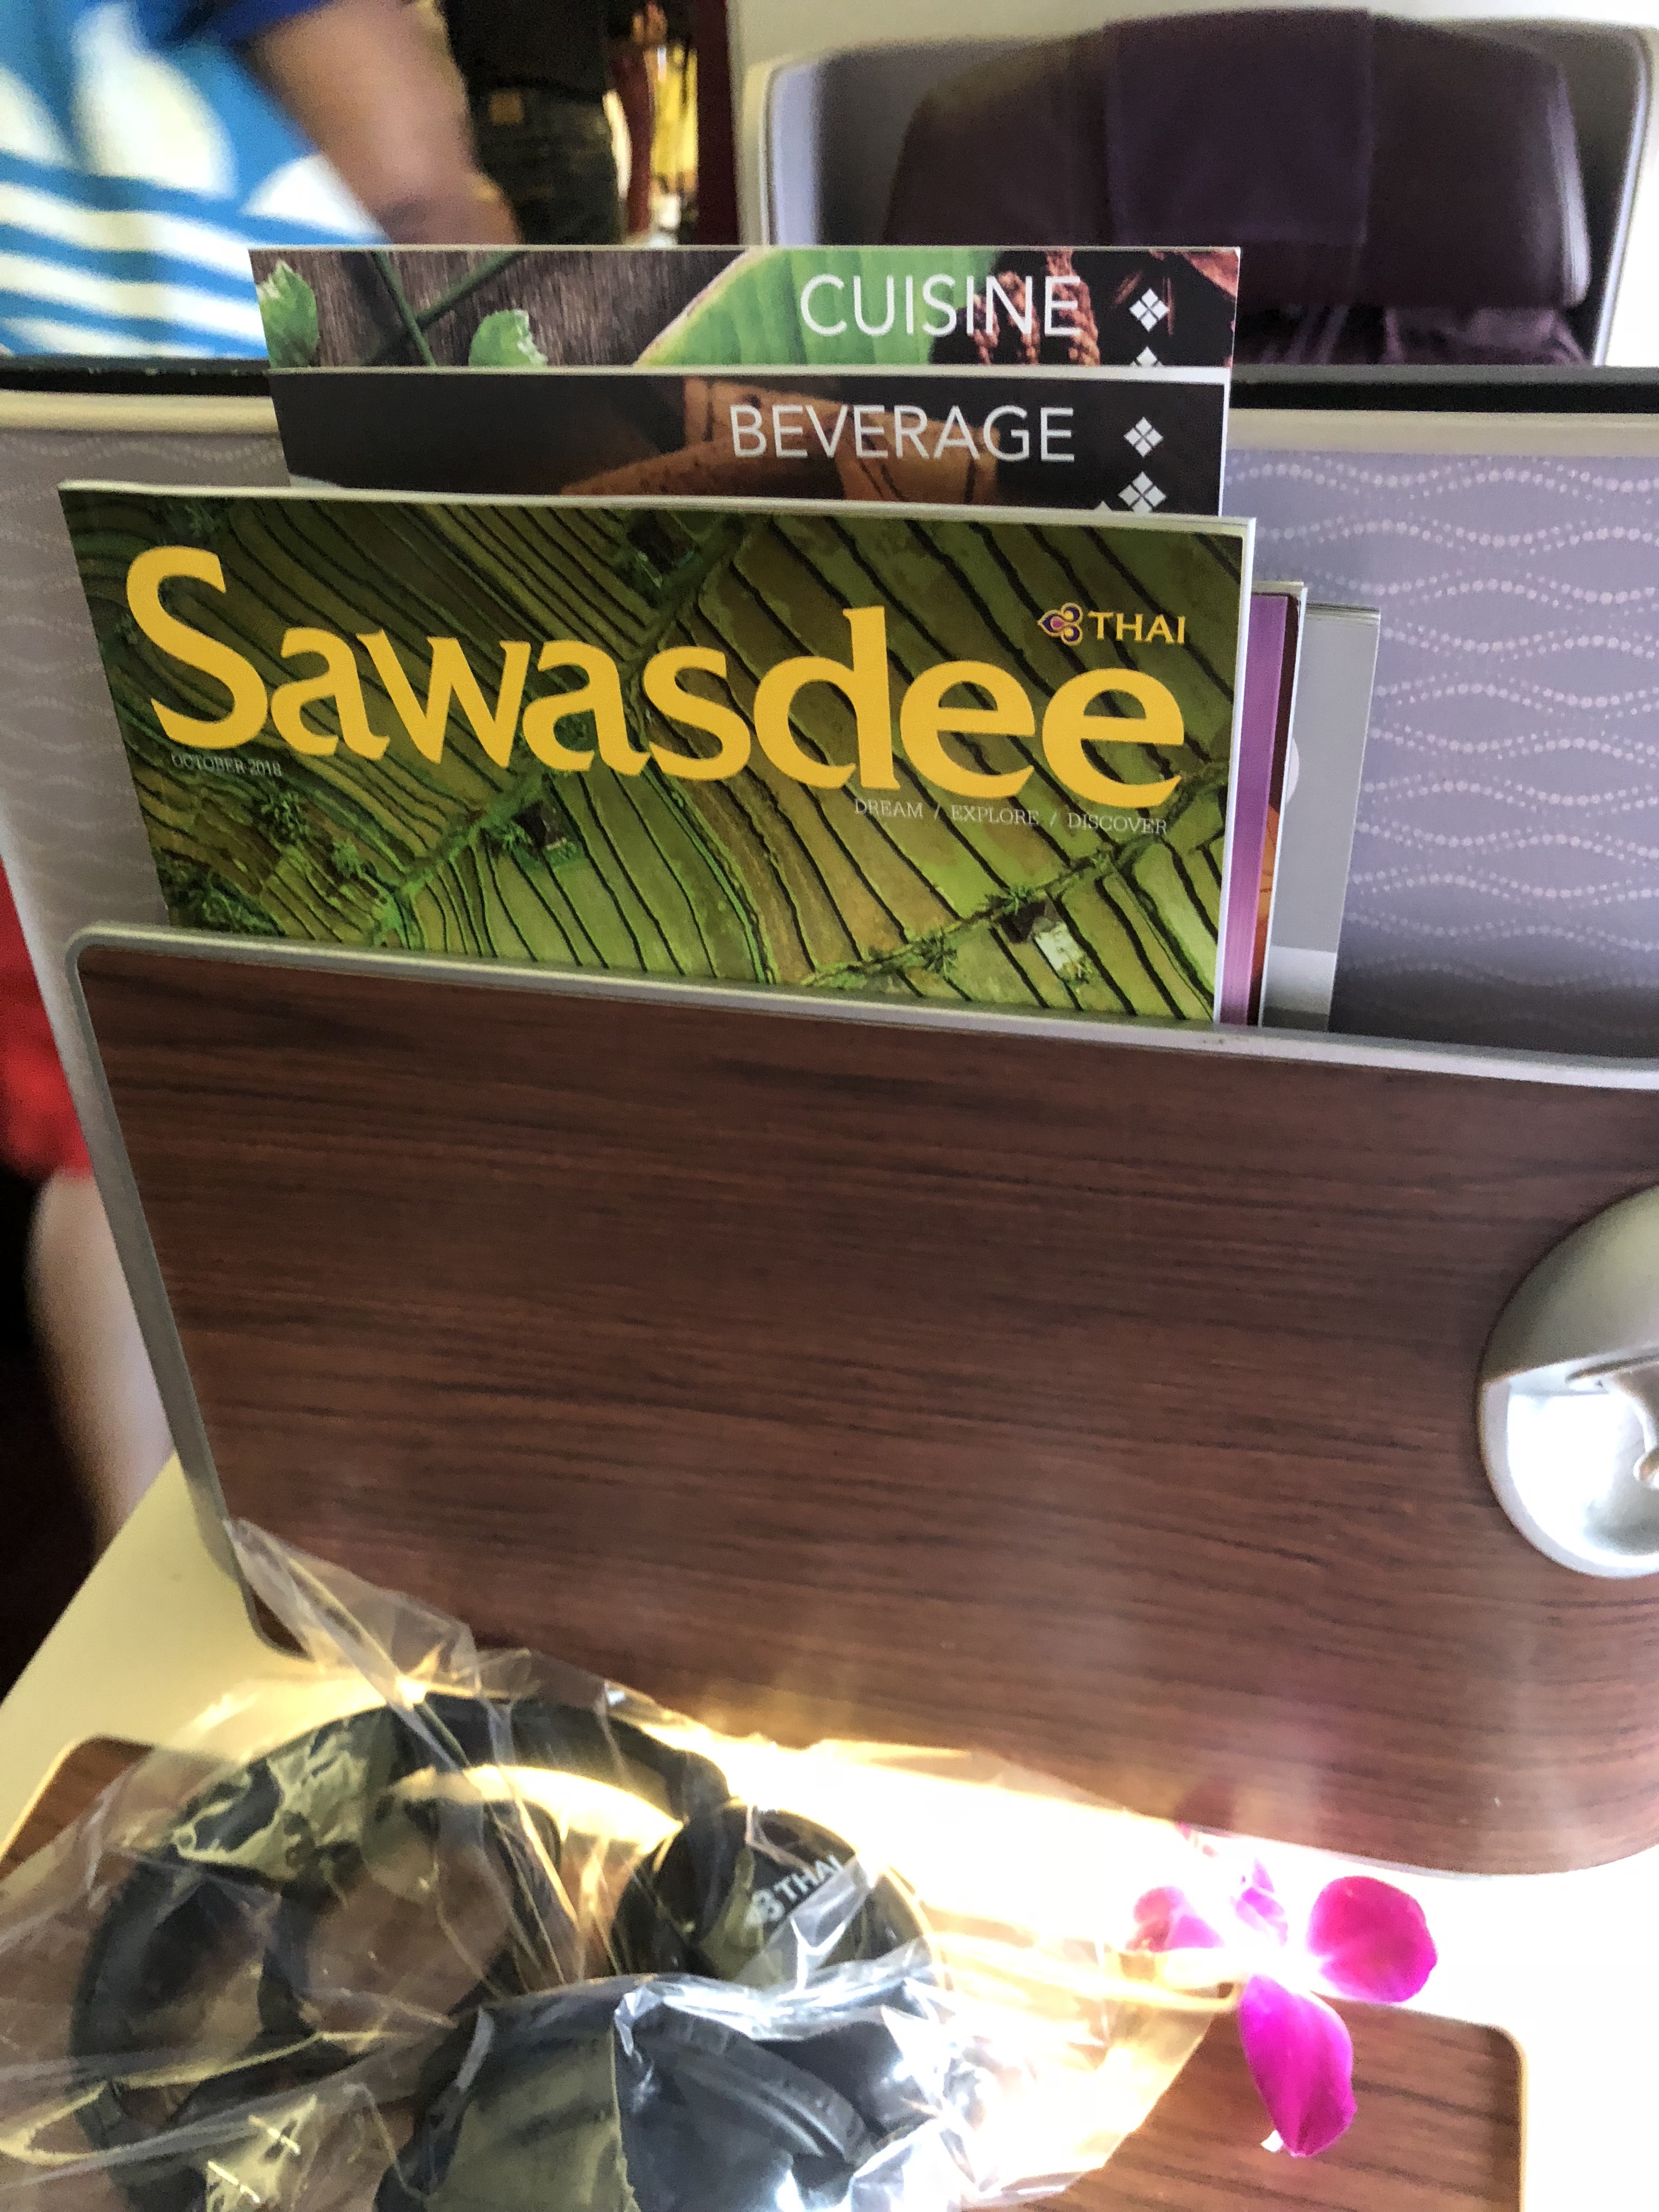 CUISINE
BEVERAGE
THAI
Sawasdee
OCTOBER 2018
DREAM / EXPLORE / DISCOVER
THAI